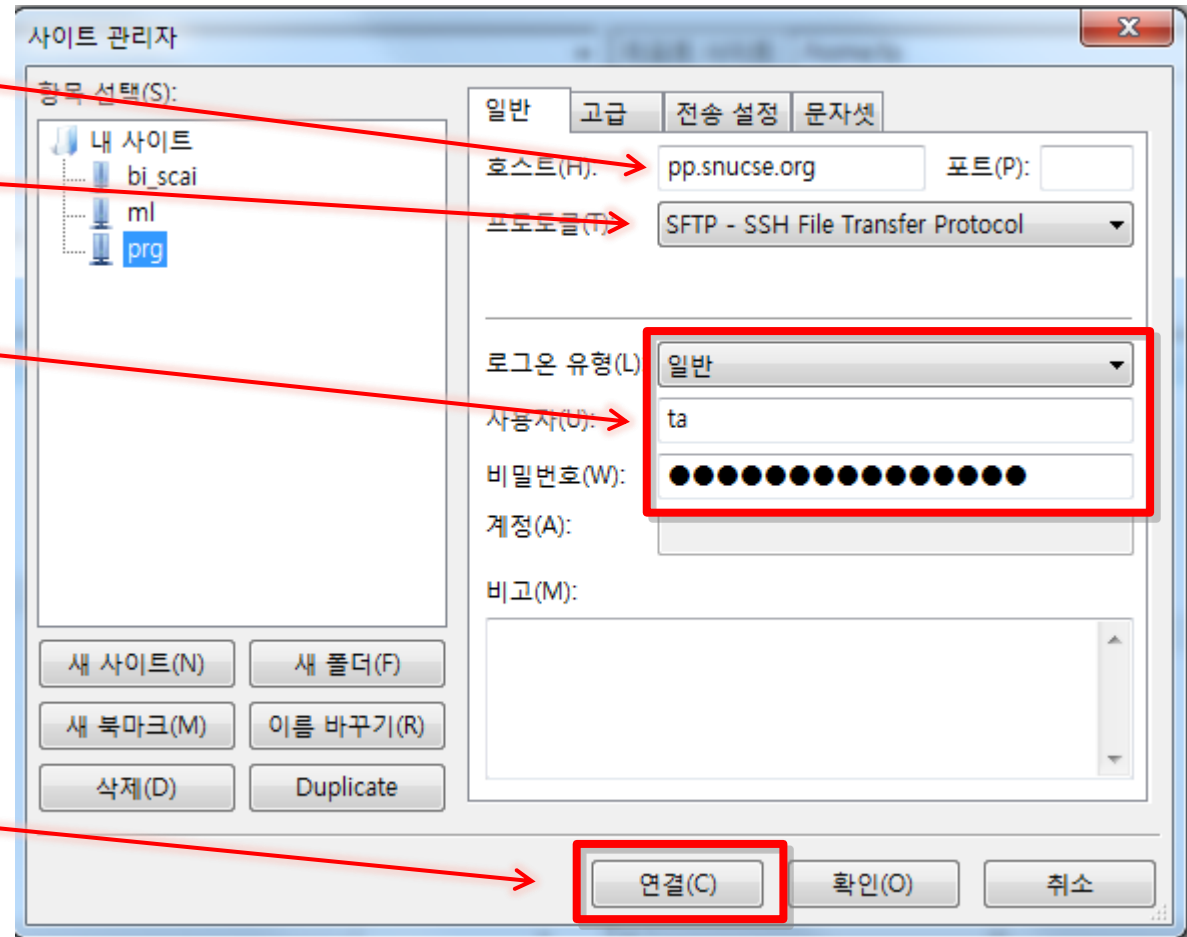 사이트 관리자
항목 선택(S):
내 사이트
bi_scai
ml
prg
새 사이트(N) 새 폴더(F)
새 북마크(M) 이름 바꾸기(R)
삭제(D) Duplicate
일반 고급 전송 설정 문자셋
호스트(H): pp.snucse.org 포트(P):
프로토콜(T): SFTP - SSH File Transfer Protocol
로그온 유형(L) 일반
사용자(U): ta
비밀번호(W): ●●●●●●●●●●●●●●●
계정(A):
비고(M):
연결(C) 확인(O) 취소